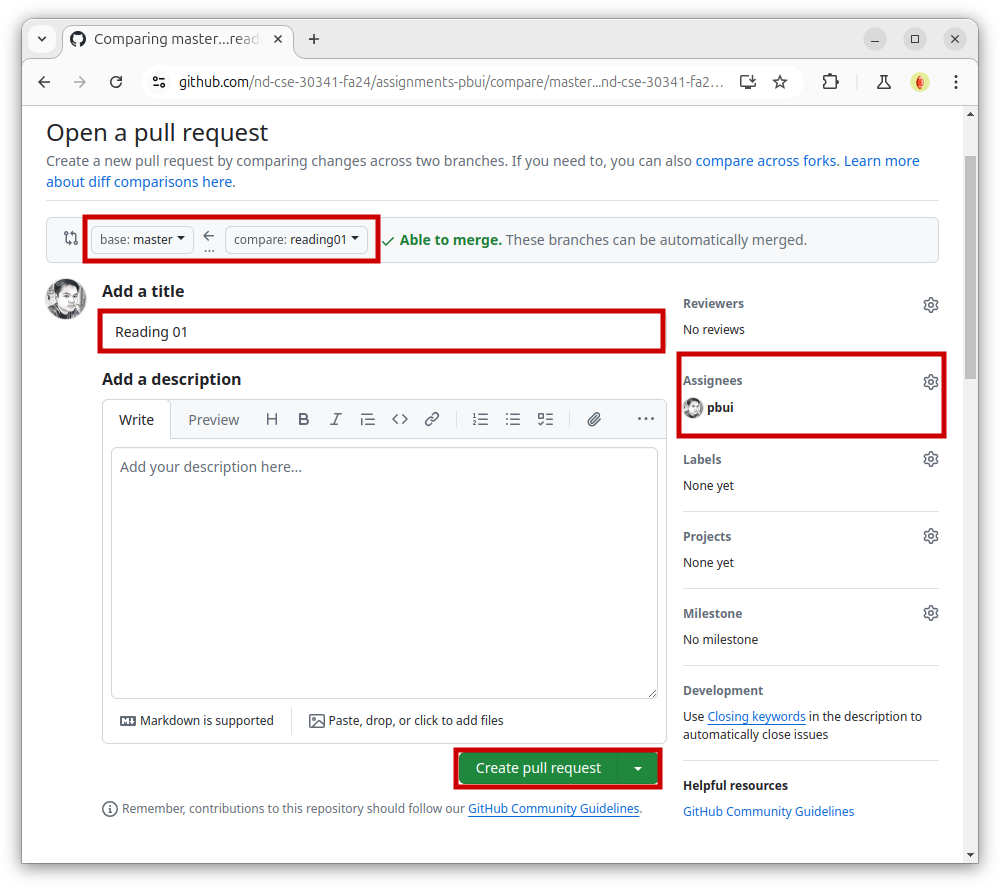 Comparing master...read
github.com/nd-cse-30341-fa24/assignments-pbui/compare/master...nd-cse-30341-fa2...
Open a pull request
Create a new pull request by comparing changes across two branches. If you need to, you can also compare across forks. Learn more
about diff comparisons here.
base: master
...
compare: reading01
Able to merge. These branches can be automatically merged.
Add a title
Reading 01
Add a description
Write
Preview
H B I
Add your description here...
Markdown is supported
Paste, drop, or click to add files
Create pull request
Remember, contributions to this repository should follow our GitHub Community Guidelines.
Reviewers
No reviews
Assignees
pbui
Labels
None yet
Projects
None yet
Milestone
No milestone
Development
Use Closing keywords in the description to
automatically close issues
Helpful resources
GitHub Community Guidelines